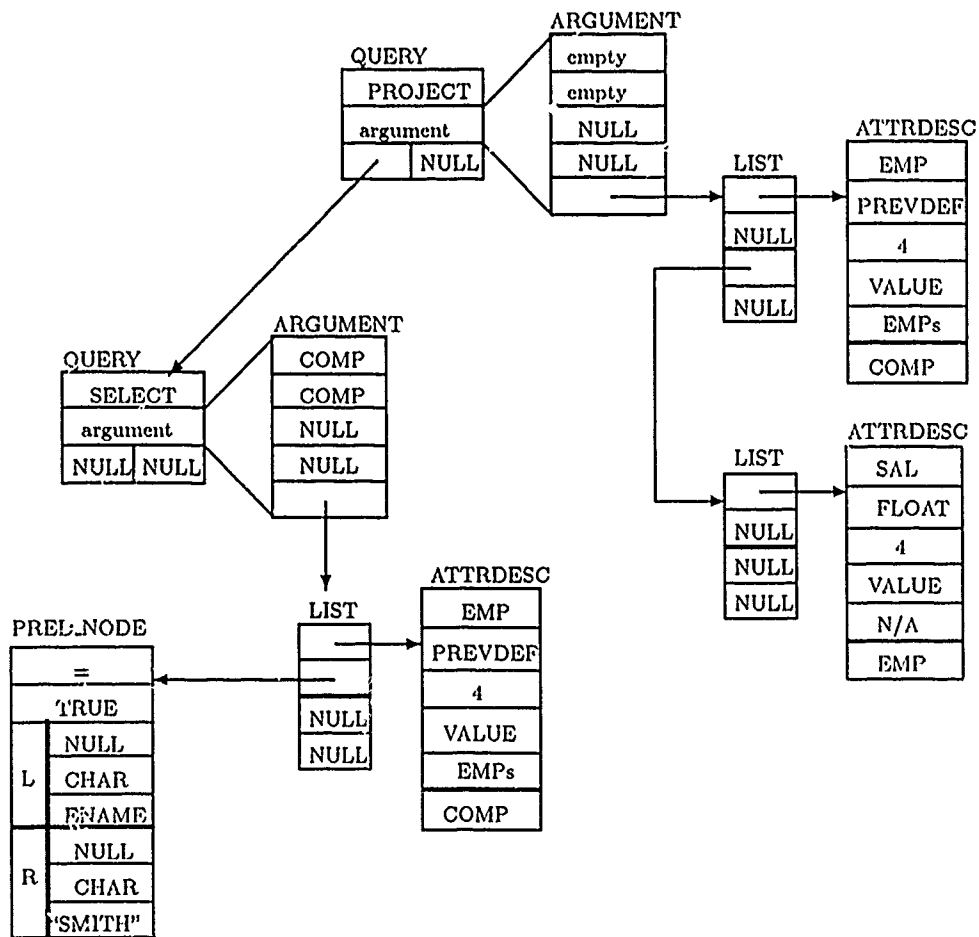 QUERY
PROJECT
argument
NULL
ARGUMENT
empty
empty
NULL
NULL
LIST
NULL
NULL
ATTRDESC
EMP
PREVDEF
4
VALUE
EMPs
COMP
QUERY
SELECT
argument
NULL NULL
ARGUMENT
COMP
COMP
NULL
NULL
LIST
NULL
NULL
NULL
ATTRDESC
SAL
FLOAT
4
VALUE
N/A
EMP
LIST
NULL
NULL
ATTRDESC
EMP
PREVDEF
4
VALUE
EMPs
COMP
PRED_NODE
=
TRUE
L
NULL
CHAR
ENAME
R
NULL
CHAR
"SMITH"